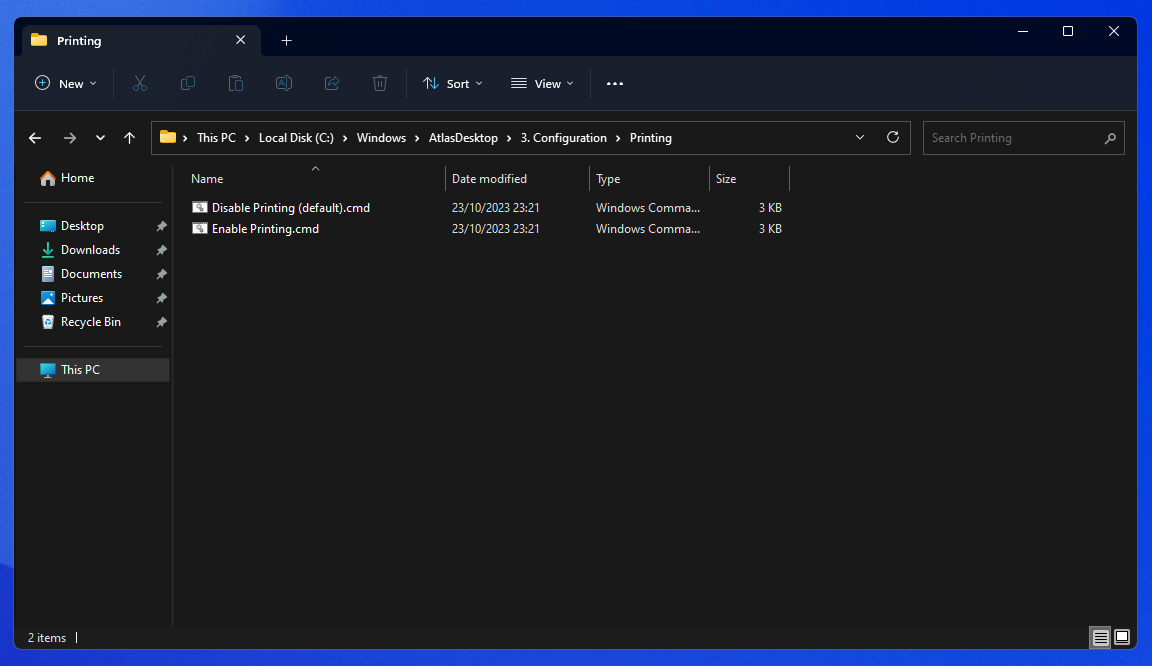 Printing
New
Sort
View
This PC > Local Disk (C:) > Windows > AtlasDesktop > 3. Configuration > Printing
Search Printing
Home
Desktop
Downloads
Documents
Pictures
Recycle Bin
This PC
Name Date modified Type Size
Disable Printing (default).cmd 23/10/2023 23:21 Windows Comma... 3 KB
Enable Printing.cmd 23/10/2023 23:21 Windows Comma... 3 KB
2 items